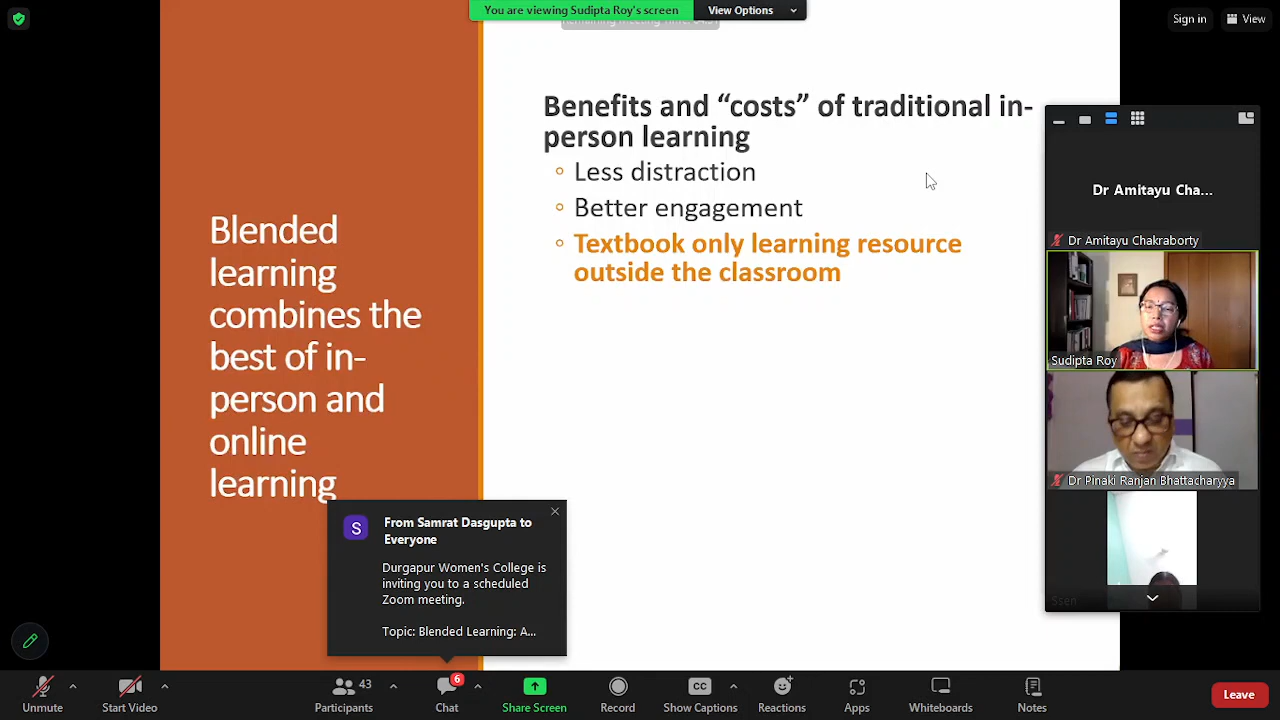 You are viewing Sudipta Roy's screen
View Options
Sign in
View
Benefits and “costs” of traditional in-
person learning
Less distraction
Better engagement
Textbook only learning resource
outside the classroom
Blended
learning
combines the
best of in-
person and
online
learning
Dr Amitayu Cha...
Dr Amitayu Chakraborty
Sudipta Roy
Dr Pinaki Ranjan Bhattacharyya
Ssen
S
From Samrat Dasgupta to
Everyone
Durgapur Women's College is
inviting you to a scheduled
Zoom meeting.
Topic: Blended Learning: A...
Unmute
Start Video
43
Participants
6
Chat
Share Screen
Record
CC
Show Captions
Reactions
Apps
Whiteboards
Notes
Leave